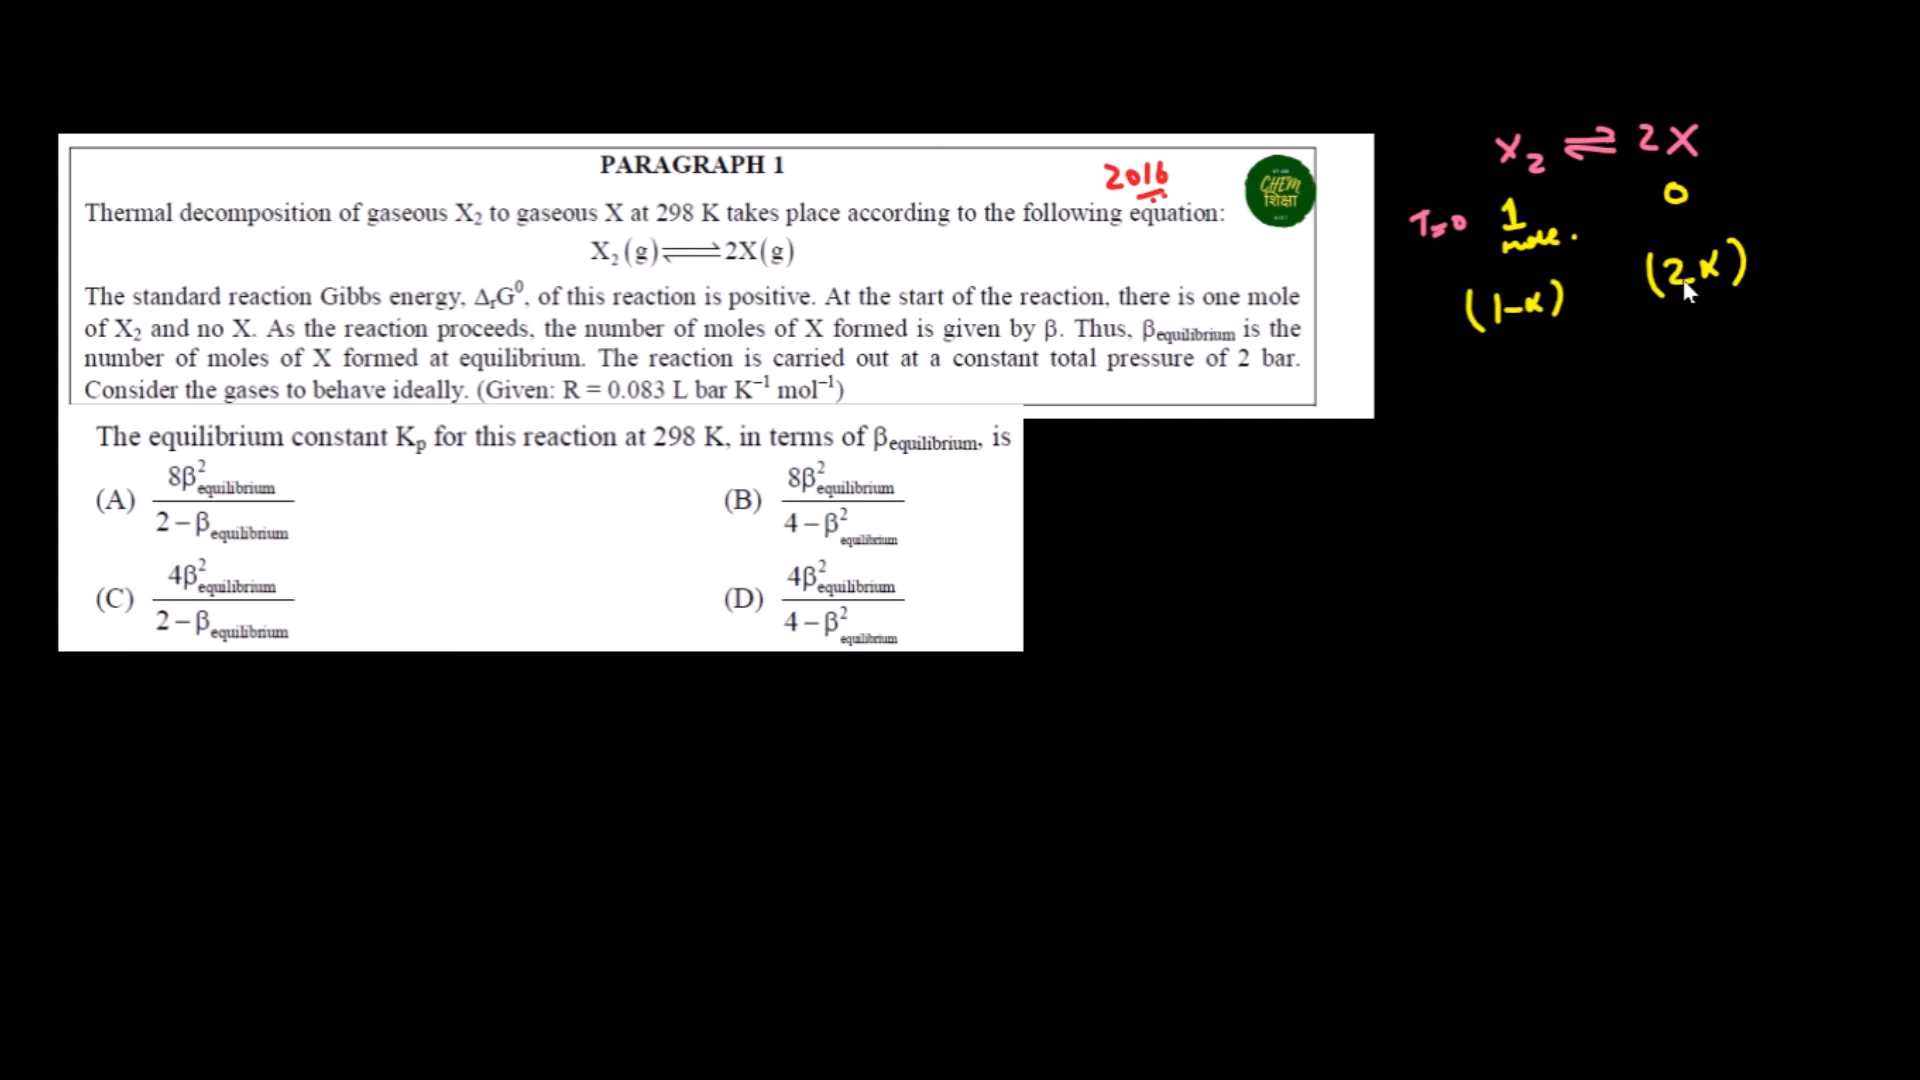 PARAGRAPH 1
2016
CHEM
शिक्षा
Thermal decomposition of gaseous X₂ to gaseous X at 298 K takes place according to the following equation:
X₂(g)⇌2X(g)
The standard reaction Gibbs energy, ΔᵣG⁰, of this reaction is positive. At the start of the reaction, there is one mole
of X₂ and no X. As the reaction proceeds, the number of moles of X formed is given by β. Thus, β_equilibrium is the
number of moles of X formed at equilibrium. The reaction is carried out at a constant total pressure of 2 bar.
Consider the gases to behave ideally. (Given: R = 0.083 L bar K⁻¹ mol⁻¹)
The equilibrium constant Kₚ for this reaction at 298 K, in terms of β_equilibrium, is
(A) 8β²_equilibrium / 2 − β_equilibrium
(B) 8β²_equilibrium / 4 − β²_equilibrium
(C) 4β²_equilibrium / 2 − β_equilibrium
(D) 4β²_equilibrium / 4 − β²_equilibrium
X₂ ⇌ 2X
T=0 1 mole. 0
(1-α) (2-α)